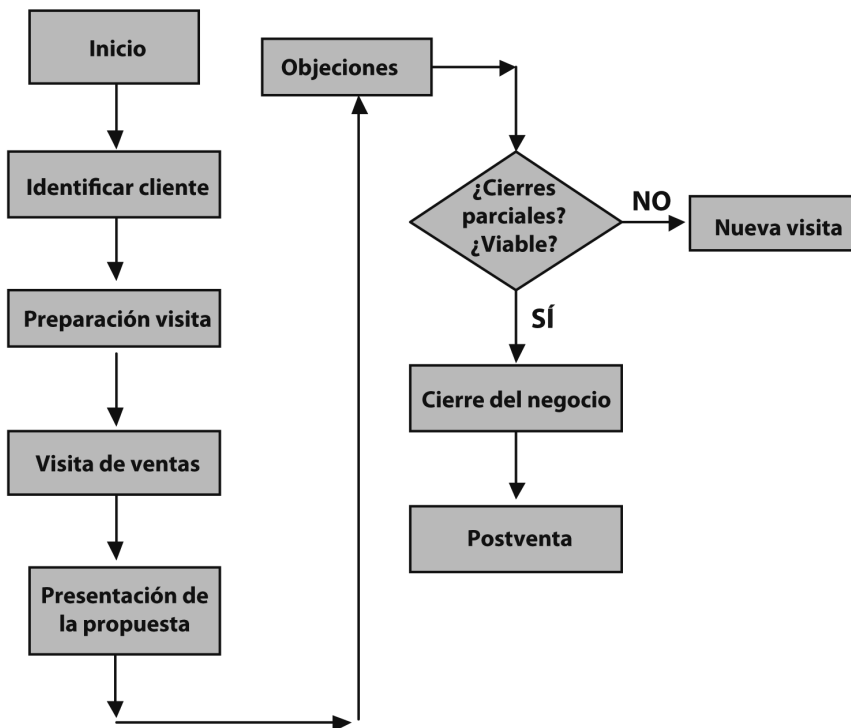 Inicio
Identificar cliente
Preparación visita
Visita de ventas
Presentación de
la propuesta
Objeciones
¿Cierres
parciales?
¿Viable?
NO
Nueva visita
SÍ
Cierre del negocio
Postventa